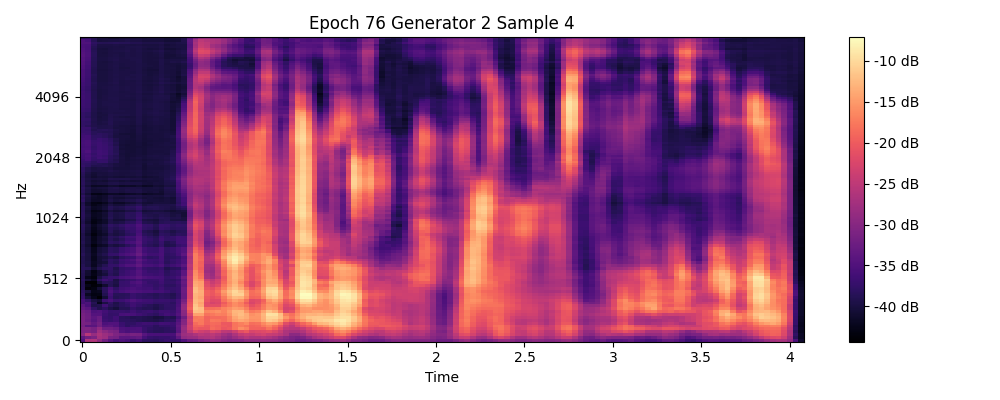 Epoch 76 Generator 2 Sample 4
Hz
4096
2048
1024
512
0
0
0.5
1
1.5
2
2.5
3
3.5
4
Time
-10 dB
-15 dB
-20 dB
-25 dB
-30 dB
-35 dB
-40 dB